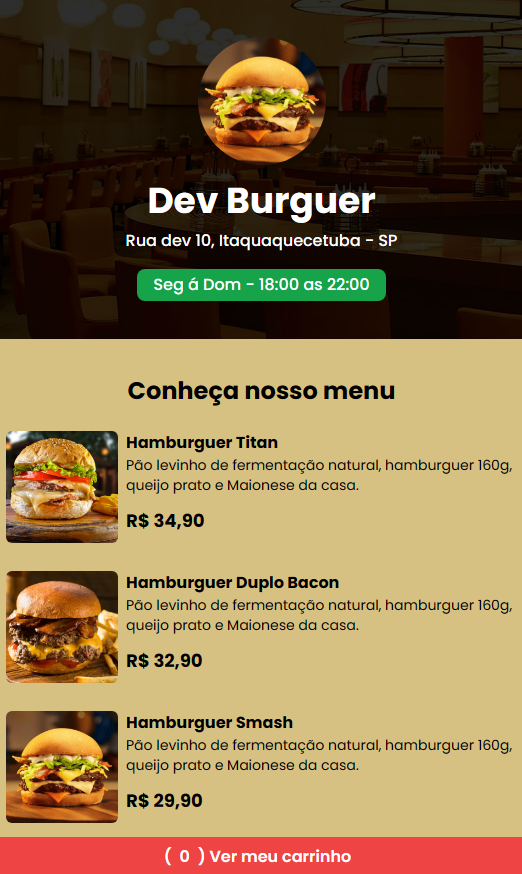 Dev Burguer
Rua dev 10, Itaquaquecetuba - SP
Seg á Dom - 18:00 as 22:00
Conheça nosso menu
Hamburguer Titan
Pão levinho de fermentação natural, hamburguer 160g,
queijo prato e Maionese da casa.
R$ 34,90
Hamburguer Duplo Bacon
Pão levinho de fermentação natural, hamburguer 160g,
queijo prato e Maionese da casa.
R$ 32,90
Hamburguer Smash
Pão levinho de fermentação natural, hamburguer 160g,
queijo prato e Maionese da casa.
R$ 29,90
( 0 ) Ver meu carrinho